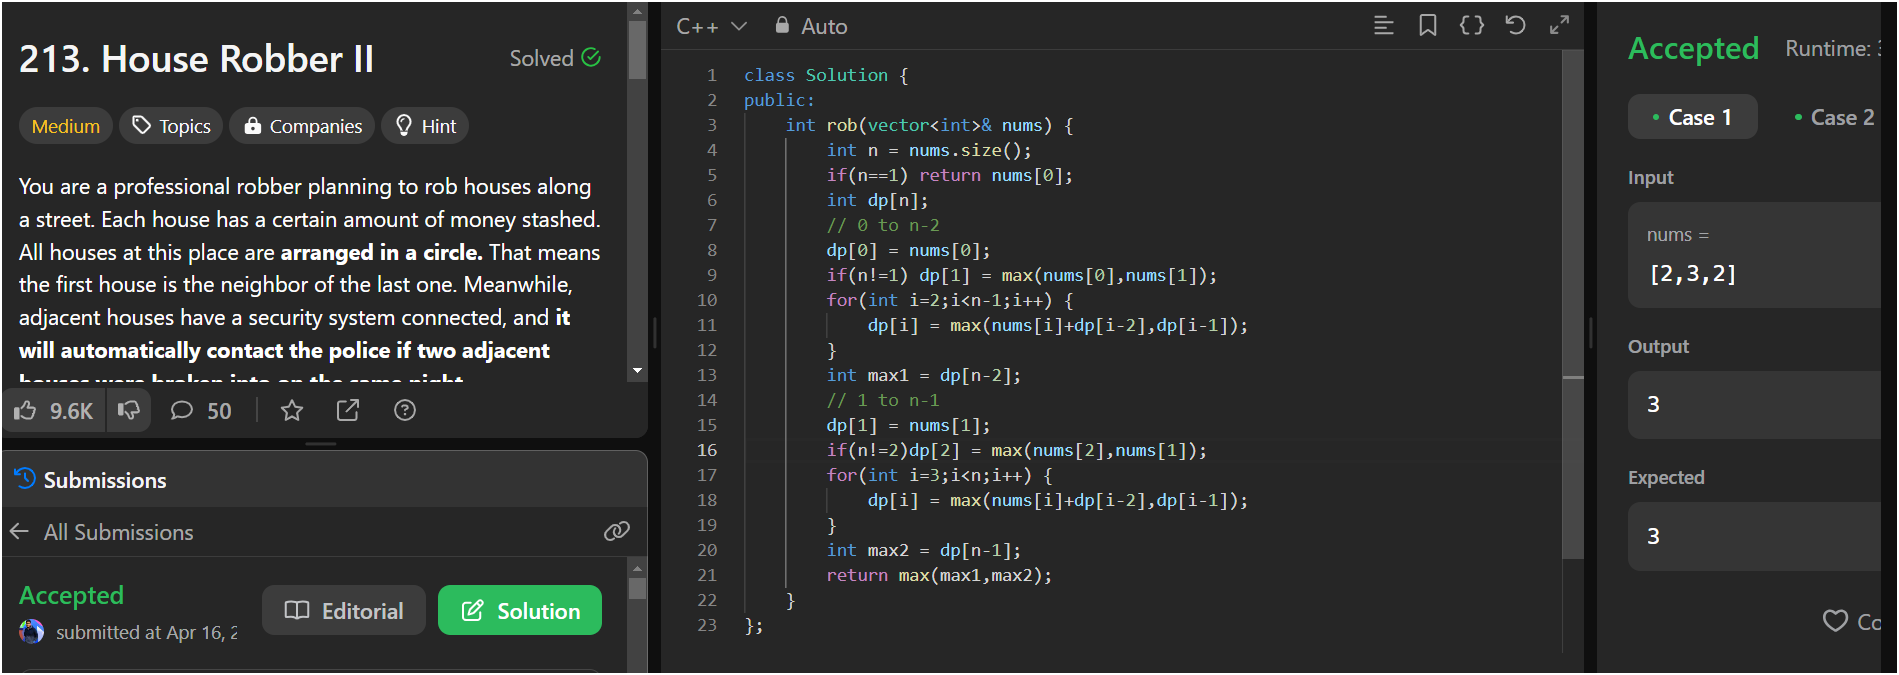 213. House Robber II
Solved
Medium
Topics
Companies
Hint
You are a professional robber planning to rob houses along
a street. Each house has a certain amount of money stashed.
All houses at this place are arranged in a circle. That means
the first house is the neighbor of the last one. Meanwhile,
adjacent houses have a security system connected, and it
will automatically contact the police if two adjacent
houses were broken into on the same night
9.6K
50
Submissions
All Submissions
Accepted
submitted at Apr 16, 2
Editorial
Solution
C++
Auto
1 class Solution {
2 public:
3 int rob(vector<int>& nums) {
4 int n = nums.size();
5 if(n==1) return nums[0];
6 int dp[n];
7 // 0 to n-2
8 dp[0] = nums[0];
9 if(n!=1) dp[1] = max(nums[0],nums[1]);
10 for(int i=2;i<n-1;i++) {
11 dp[i] = max(nums[i]+dp[i-2],dp[i-1]);
12 }
13 int max1 = dp[n-2];
14 // 1 to n-1
15 dp[1] = nums[1];
16 if(n!=2)dp[2] = max(nums[2],nums[1]);
17 for(int i=3;i<n;i++) {
18 dp[i] = max(nums[i]+dp[i-2],dp[i-1]);
19 }
20 int max2 = dp[n-1];
21 return max(max1,max2);
22 }
23 };
Accepted
Runtime:
Case 1
Case 2
Input
nums =
[2,3,2]
Output
3
Expected
3
Co